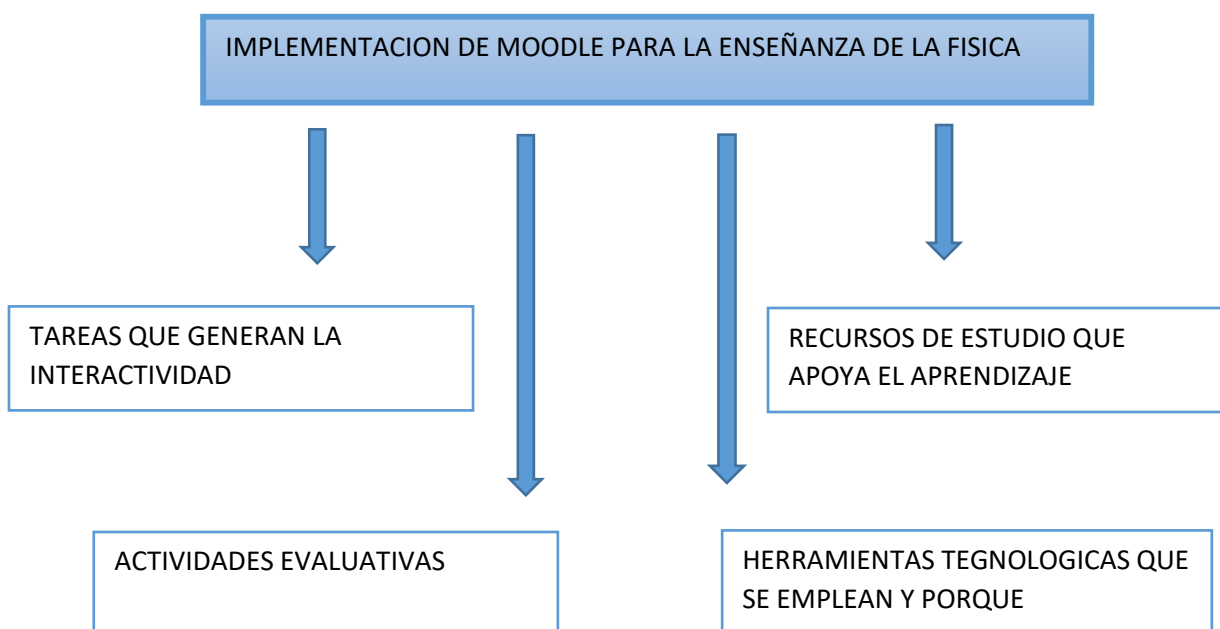 IMPLEMENTACION DE MOODLE PARA LA ENSEÑANZA DE LA FISICA
TAREAS QUE GENERAN LA
INTERACTIVIDAD
RECURSOS DE ESTUDIO QUE
APOYA EL APRENDIZAJE
ACTIVIDADES EVALUATIVAS
HERRAMIENTAS TEGNOLOGICAS QUE
SE EMPLEAN Y PORQUE